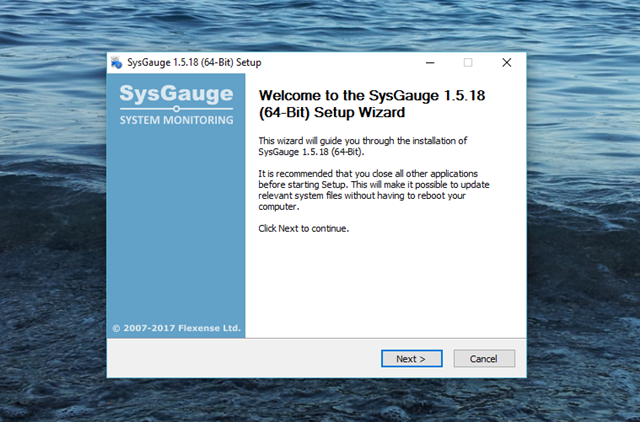 SysGauge 1.5.18 (64-Bit) Setup
SysGauge
SYSTEM MONITORING
Welcome to the SysGauge 1.5.18
(64-Bit) Setup Wizard
This wizard will guide you through the installation of
SysGauge 1.5.18 (64-Bit).
It is recommended that you close all other applications
before starting Setup. This will make it possible to update
relevant system files without having to reboot your
computer.
Click Next to continue.
© 2007-2017 Flexense Ltd.
Next >
Cancel